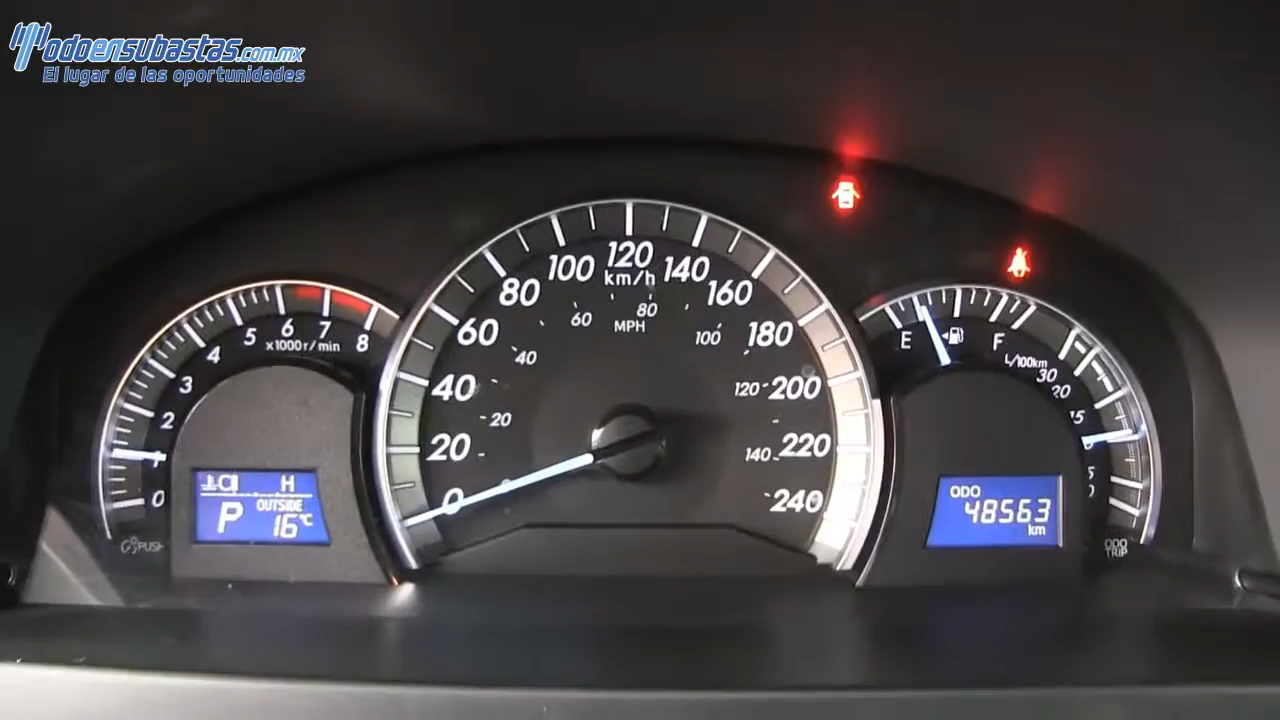 Todoensubastas.com.mx
El lugar de las oportunidades
0 1 2 3 4 5 6 7 8
x1000r/min
C H
OUTSIDE
P 16°C
PUSH
0 20 40 60 80 100 120 140 160 180 200 220 240
km/h
20 40 60 80 100 120 140
MPH
E F
L/100km
30 20 15 5 0
ODO
48563
km
ODO
TRIP